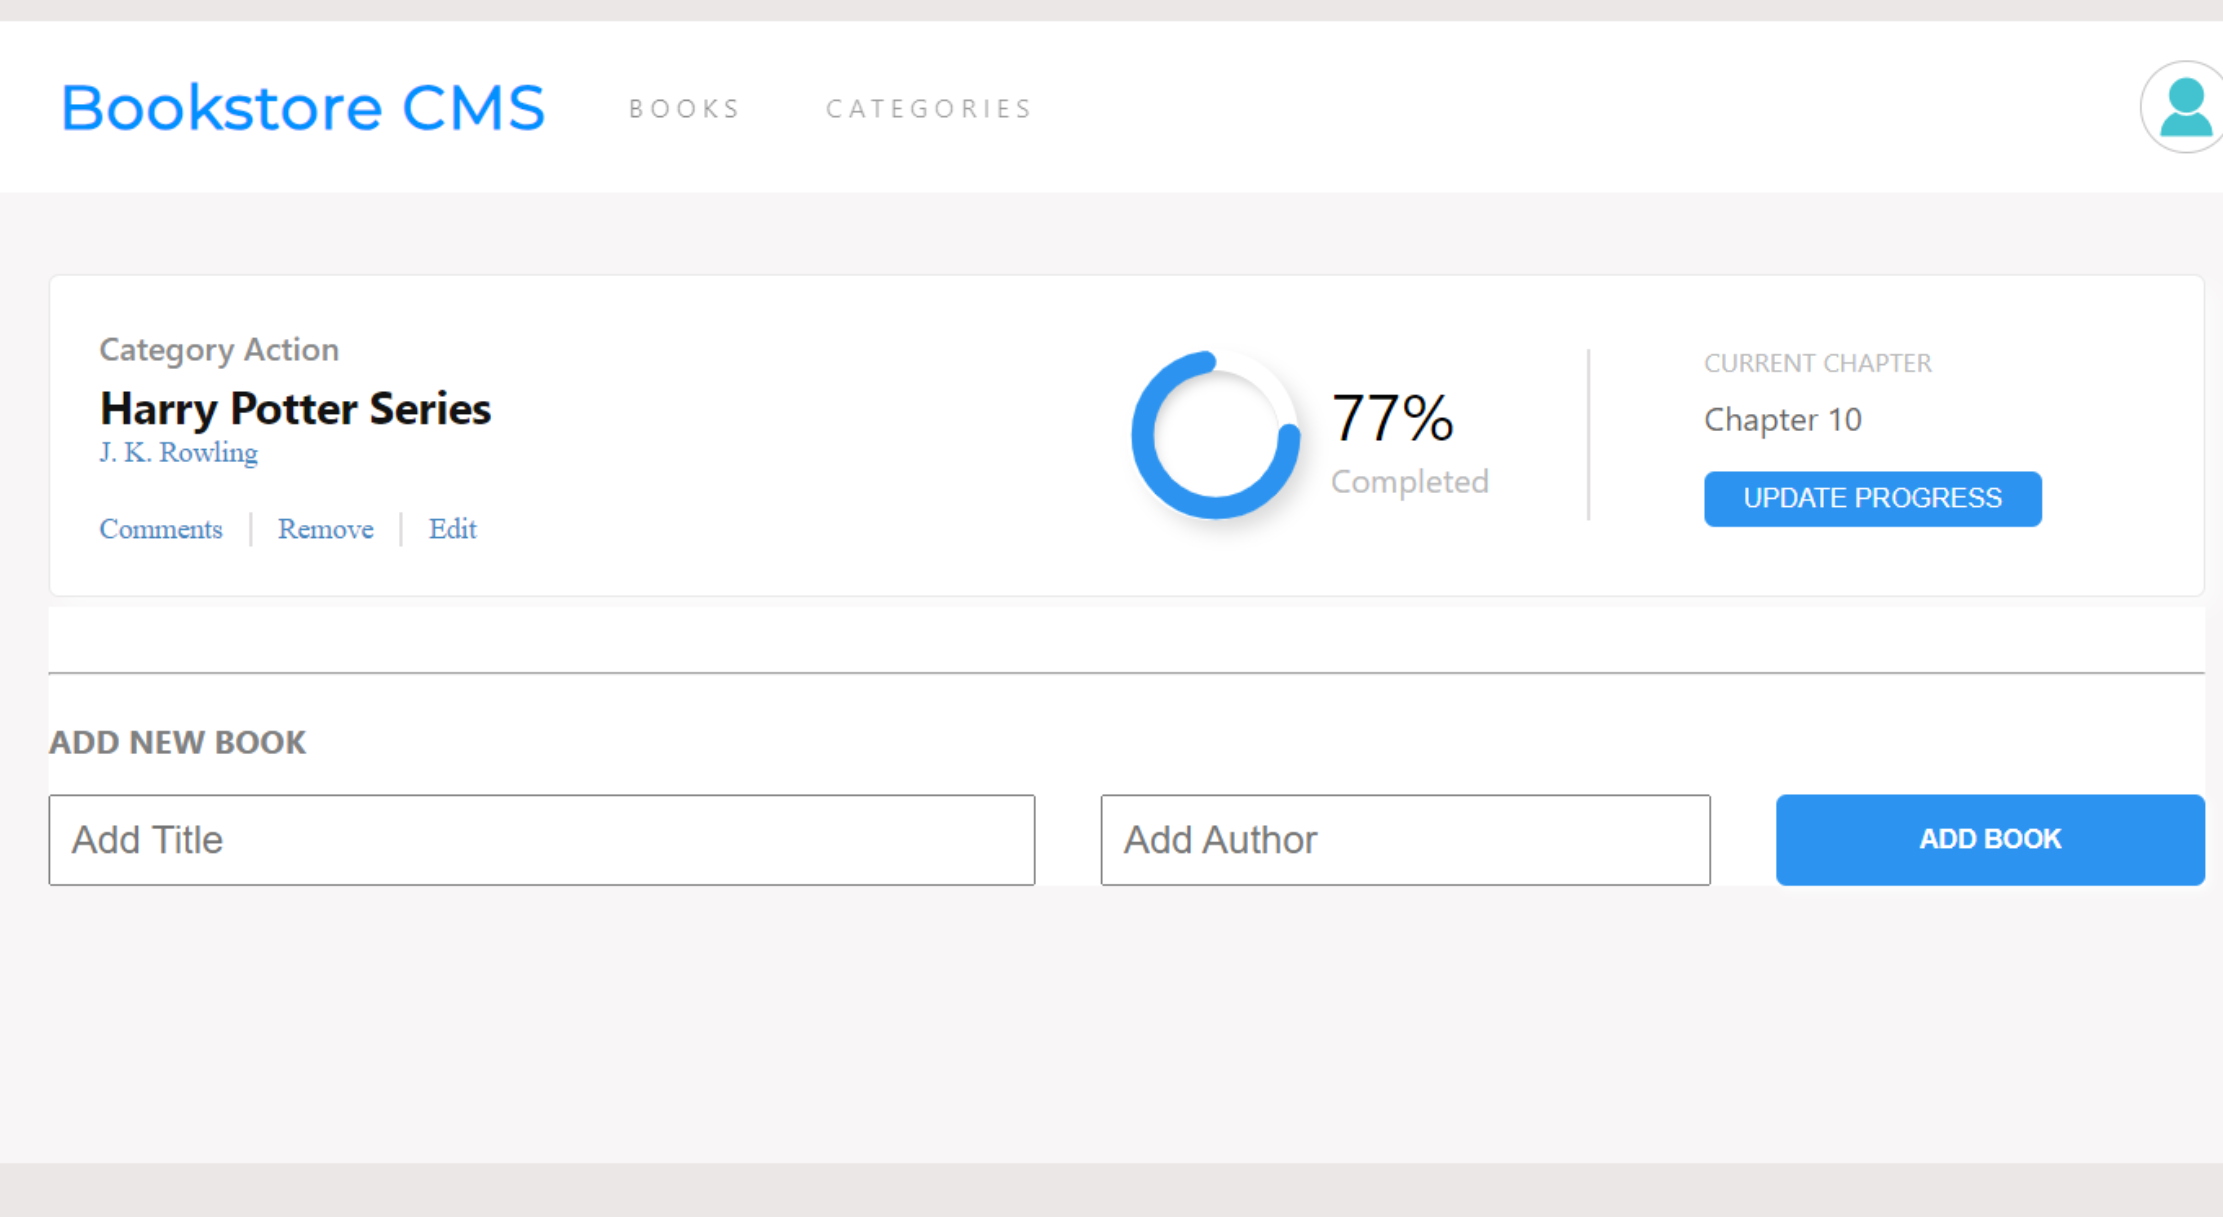 Bookstore CMS BOOKS CATEGORIES
Category Action
Harry Potter Series
J. K. Rowling
Comments Remove Edit
77%
Completed
CURRENT CHAPTER
Chapter 10
UPDATE PROGRESS
ADD NEW BOOK
Add Title Add Author ADD BOOK